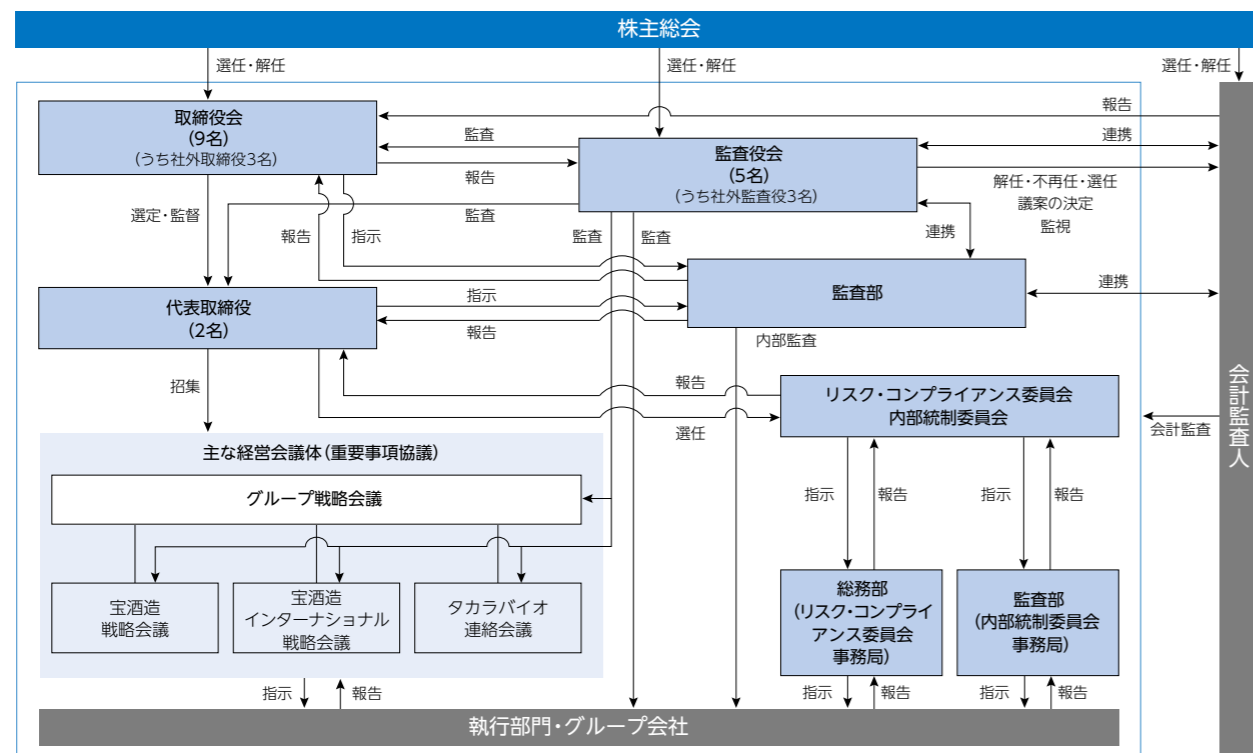 株主総会
選任・解任
選任・解任
選任・解任
取締役会
(9名)
(うち社外取締役3名)
監査
報告
監査役会
(5名)
(うち社外監査役3名)
報告
連携
解任・不再任・選任
議案の決定
監視
選定・監督
報告
指示
監査
監査
監査
連携
監査部
連携
代表取締役
(2名)
指示
報告
内部監査
招集
報告
選任
リスク・コンプライアンス委員会
内部統制委員会
会計監査
会計監査人
主な経営会議体(重要事項協議)
グループ戦略会議
宝酒造
戦略会議
宝酒造
インターナショナル
戦略会議
タカラバイオ
連絡会議
指示
報告
指示
報告
総務部
(リスク・コンプライ
アンス委員会
事務局)
監査部
(内部統制委員会
事務局)
指示
報告
指示
報告
指示
報告
執行部門・グループ会社